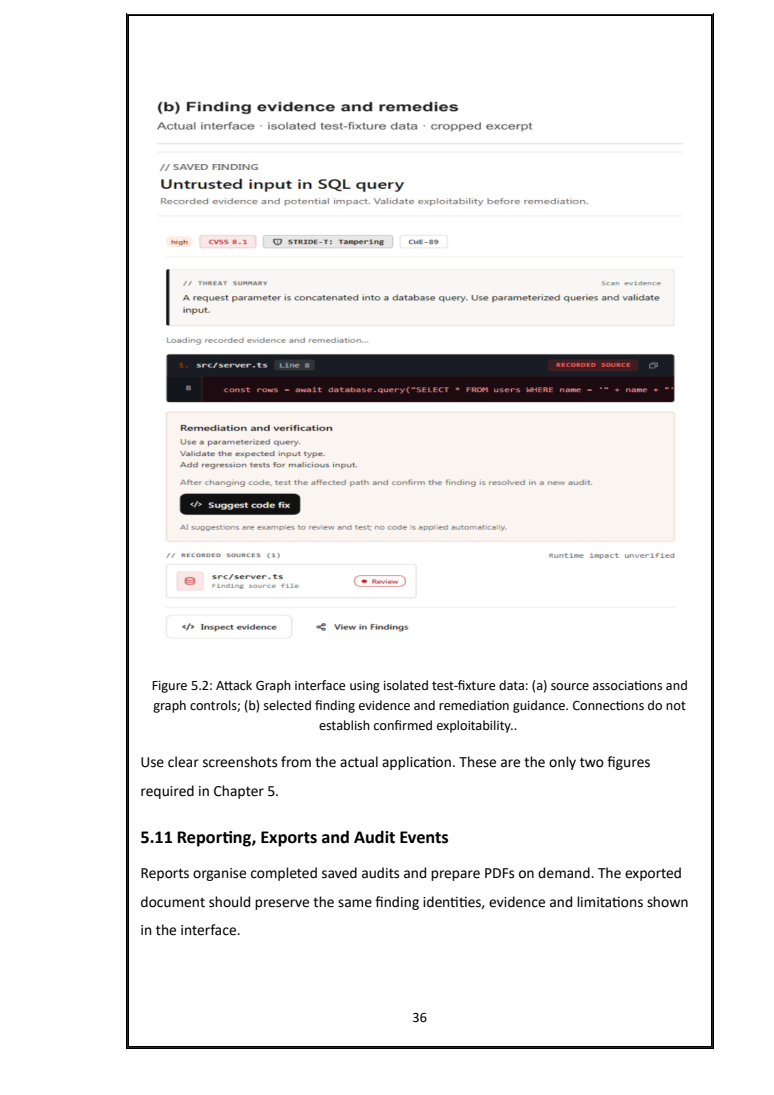 (b) Finding evidence and remedies
Actual interface · isolated test-fixture data · cropped excerpt
// SAVED FINDING
Untrusted input in SQL query
Recorded evidence and potential impact. Validate exploitability before remediation.
high CVSS 8.1 STRIDE-T: Tampering CWE-89
// THREAT SUMMARY Scan evidence
A request parameter is concatenated into a database query. Use parameterized queries and validate
input.
Loading recorded evidence and remediation...
1. src/server.ts Line 8 RECORDED SOURCE
8 const rows = await database.query("SELECT * FROM users WHERE name = '" + name + "'
Remediation and verification
Use a parameterized query.
Validate the expected input type.
Add regression tests for malicious input.
After changing code, test the affected path and confirm the finding is resolved in a new audit.
</> Suggest code fix
AI suggestions are examples to review and test; no code is applied automatically.
// RECORDED SOURCES (1) Runtime impact unverified
src/server.ts
Finding source file
Review
</> Inspect evidence View in Findings
Figure 5.2: Attack Graph interface using isolated test-fixture data: (a) source associations and
graph controls; (b) selected finding evidence and remediation guidance. Connections do not
establish confirmed exploitability..
Use clear screenshots from the actual application. These are the only two figures
required in Chapter 5.
5.11 Reporting, Exports and Audit Events
Reports organise completed saved audits and prepare PDFs on demand. The exported
document should preserve the same finding identities, evidence and limitations shown
in the interface.
36